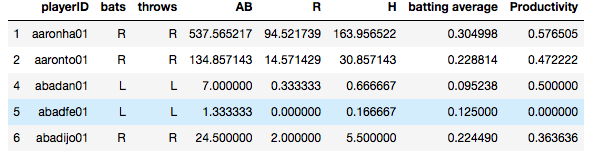 playerID bats throws AB R H batting average Productivity
1 aaronha01 R R 537.565217 94.521739 163.956522 0.304998 0.576505
2 aaronto01 R R 134.857143 14.571429 30.857143 0.228814 0.472222
4 abadan01 L L 7.000000 0.333333 0.666667 0.095238 0.500000
5 abadfe01 L L 1.333333 0.000000 0.166667 0.125000 0.000000
6 abadijo01 R R 24.500000 2.000000 5.500000 0.224490 0.363636